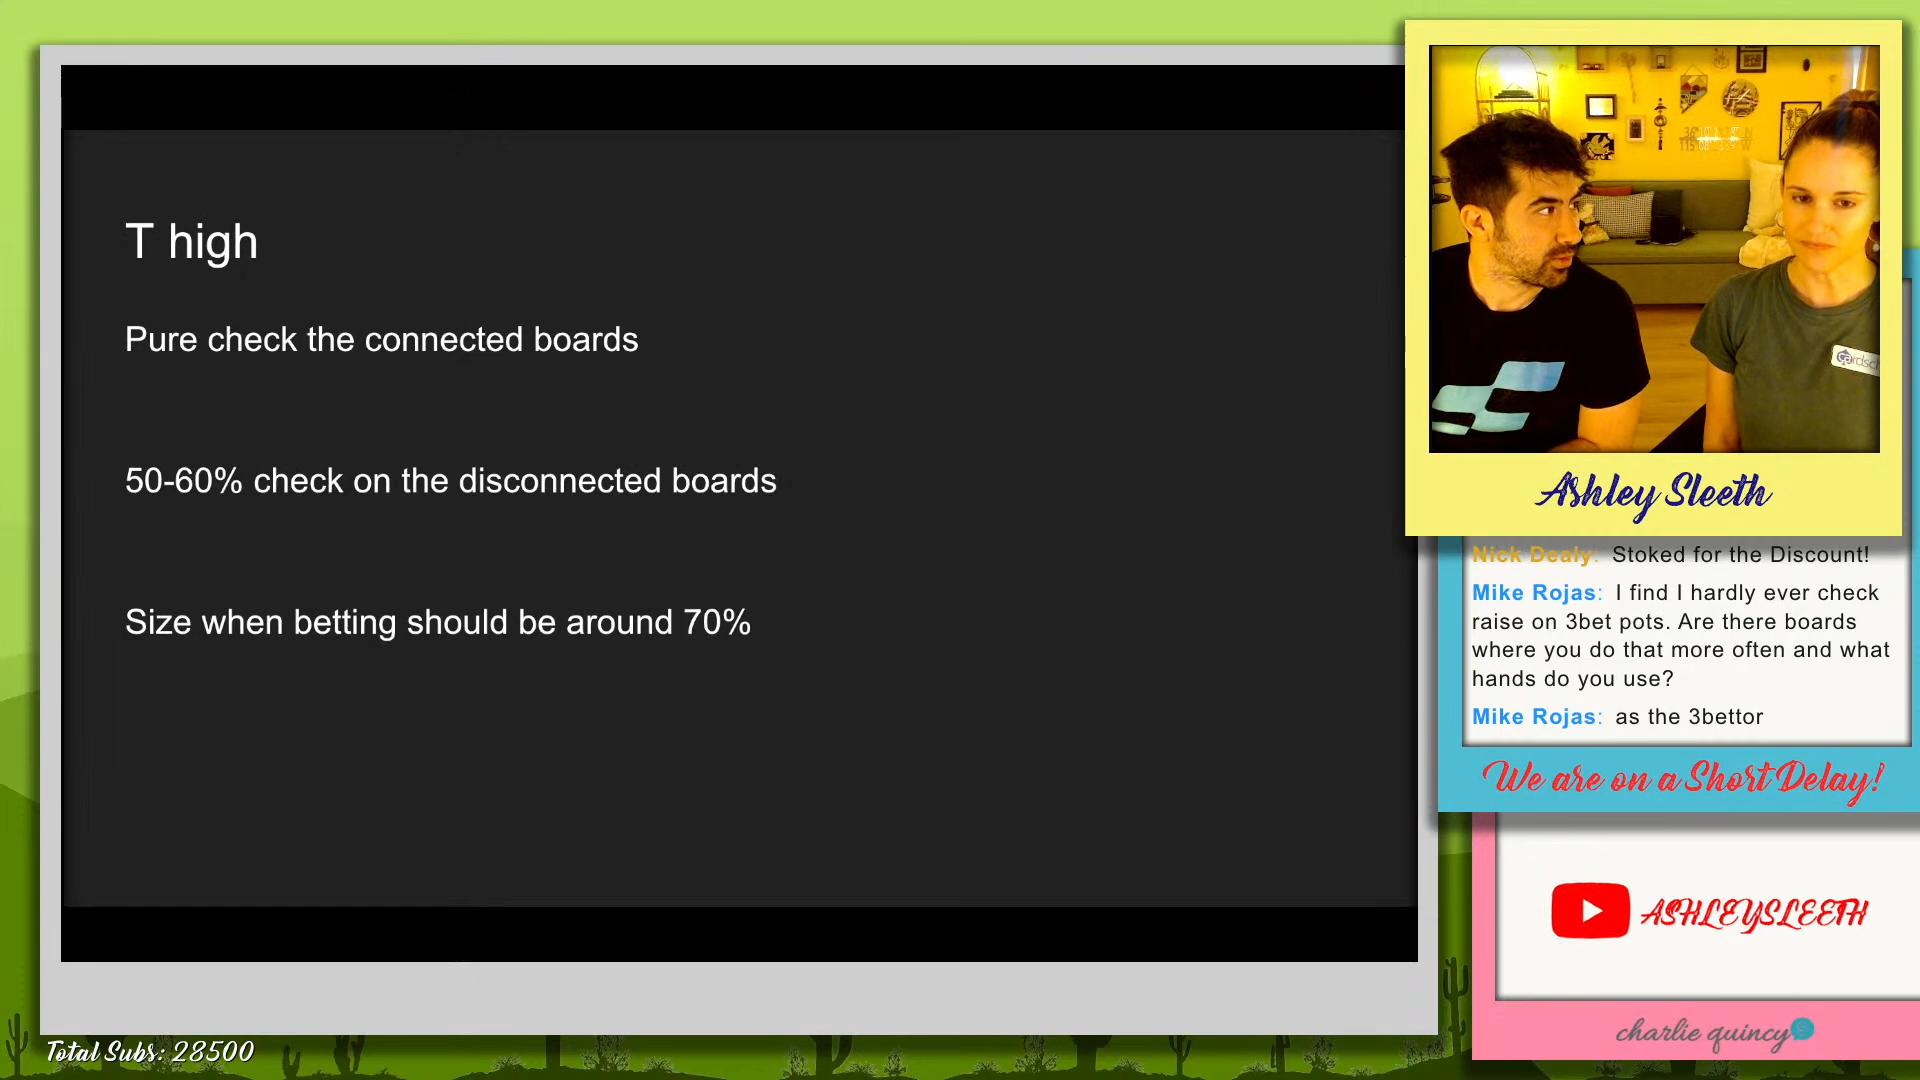 T high
Pure check the connected boards
50-60% check on the disconnected boards
Size when betting should be around 70%
Ashley Sleeth
Nick Dealy: Stoked for the Discount!
Mike Rojas: I find I hardly ever check
raise on 3bet pots. Are there boards
where you do that more often and what
hands do you use?
Mike Rojas: as the 3bettor
We are on a Short Delay!
ASHLEYSLEETH
charlie quincy
Total Subs: 28500